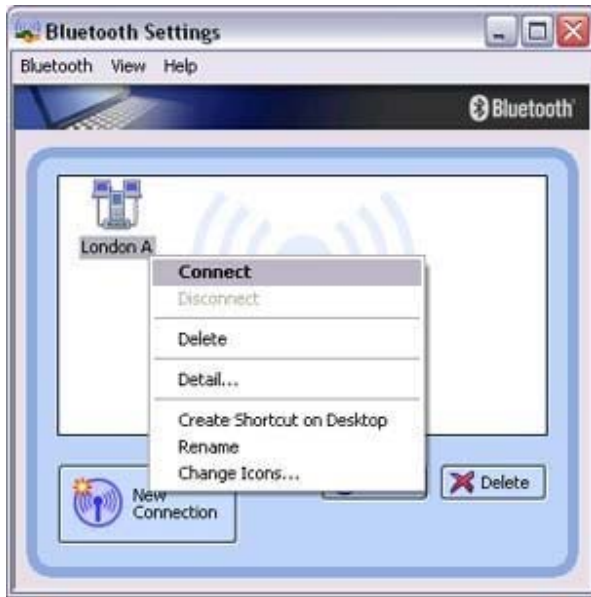 Bluetooth Settings
Bluetooth View Help
Bluetooth
London A
Connect
Disconnect
Delete
Detail...
Create Shortcut on Desktop
Rename
Change Icons...
New
Connection
Delete